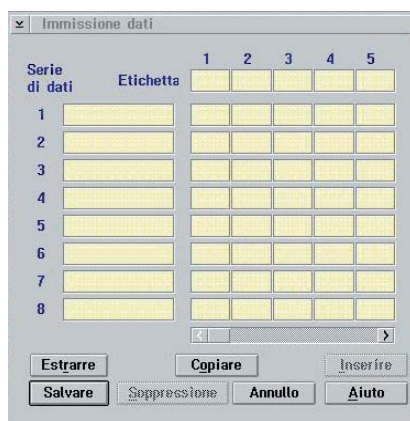 Immissione dati
1 2 3 4 5
Serie di dati Etichetta
1
2
3
4
5
6
7
8
Estrarre Copiare Inserire
Salvare Soppressione Annullo Aiuto